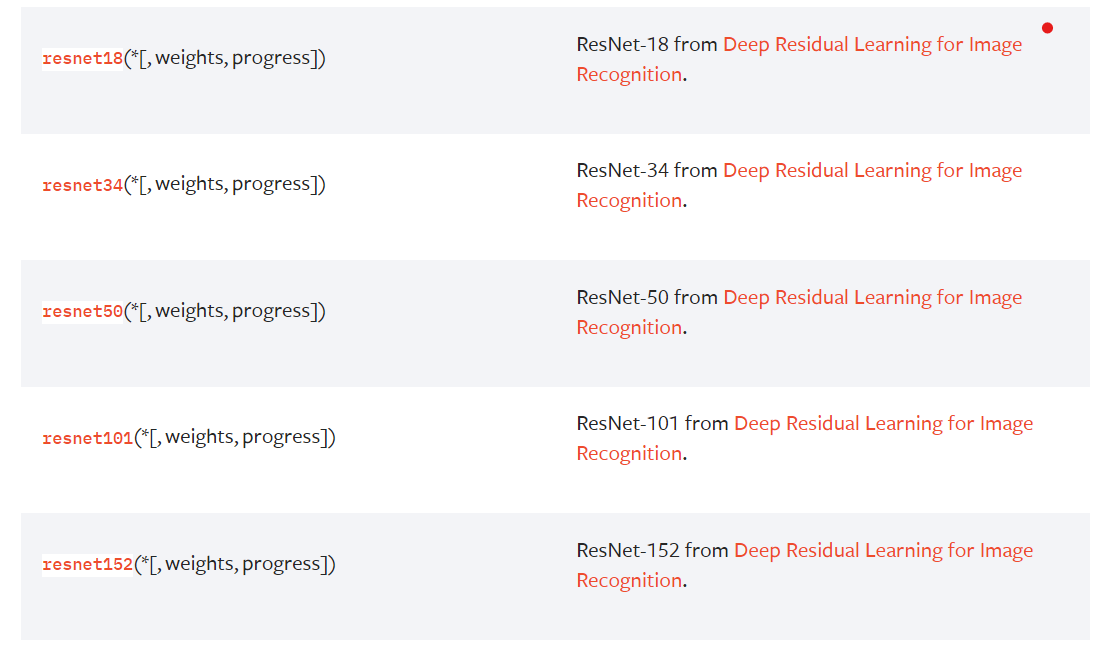 resnet18(*[, weights, progress])
ResNet-18 from Deep Residual Learning for Image
Recognition.
resnet34(*[, weights, progress])
ResNet-34 from Deep Residual Learning for Image
Recognition.
resnet50(*[, weights, progress])
ResNet-50 from Deep Residual Learning for Image
Recognition.
resnet101(*[, weights, progress])
ResNet-101 from Deep Residual Learning for Image
Recognition.
resnet152(*[, weights, progress])
ResNet-152 from Deep Residual Learning for Image
Recognition.